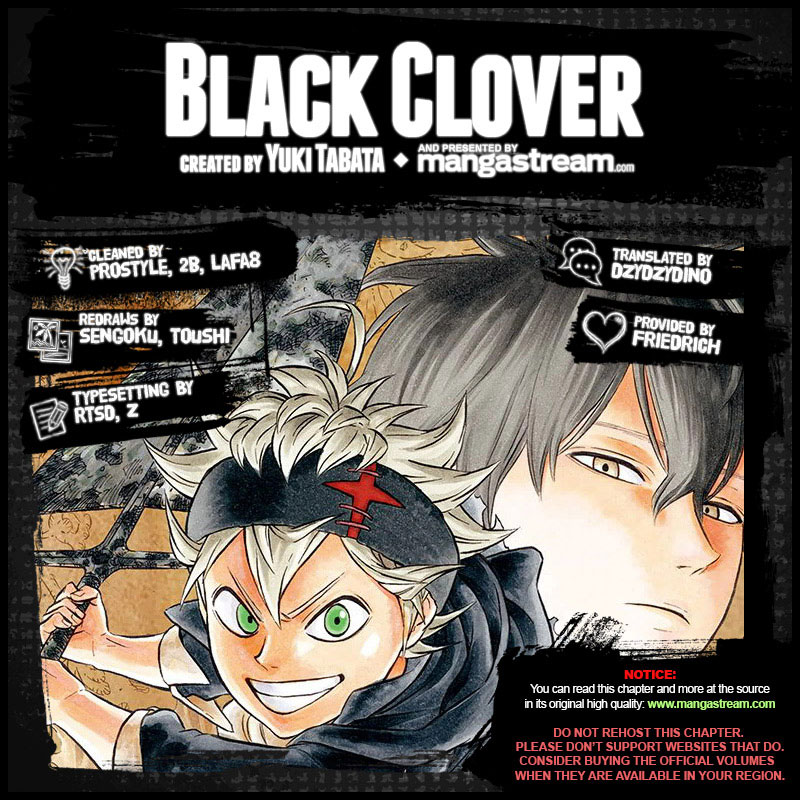 BLACK CLOVER
CREATED BY YUKI TABATA ◆ AND PRESENTED BY mangastream.com
CLEANED BY
PROSTYLE, 2B, LAFA8
REDRAWS BY
SENGOKU, TOUSHI
TYPESETTING BY
RTSD, Z
TRANSLATED BY
DZYDZYDINO
PROVIDED BY
FRIEDRICH
NOTICE:
You can read this chapter and more at the source
in its original high quality: www.mangastream.com
DO NOT REHOST THIS CHAPTER.
PLEASE DON'T SUPPORT WEBSITES THAT DO.
CONSIDER BUYING THE OFFICIAL VOLUMES
WHEN THEY ARE AVAILABLE IN YOUR REGION.